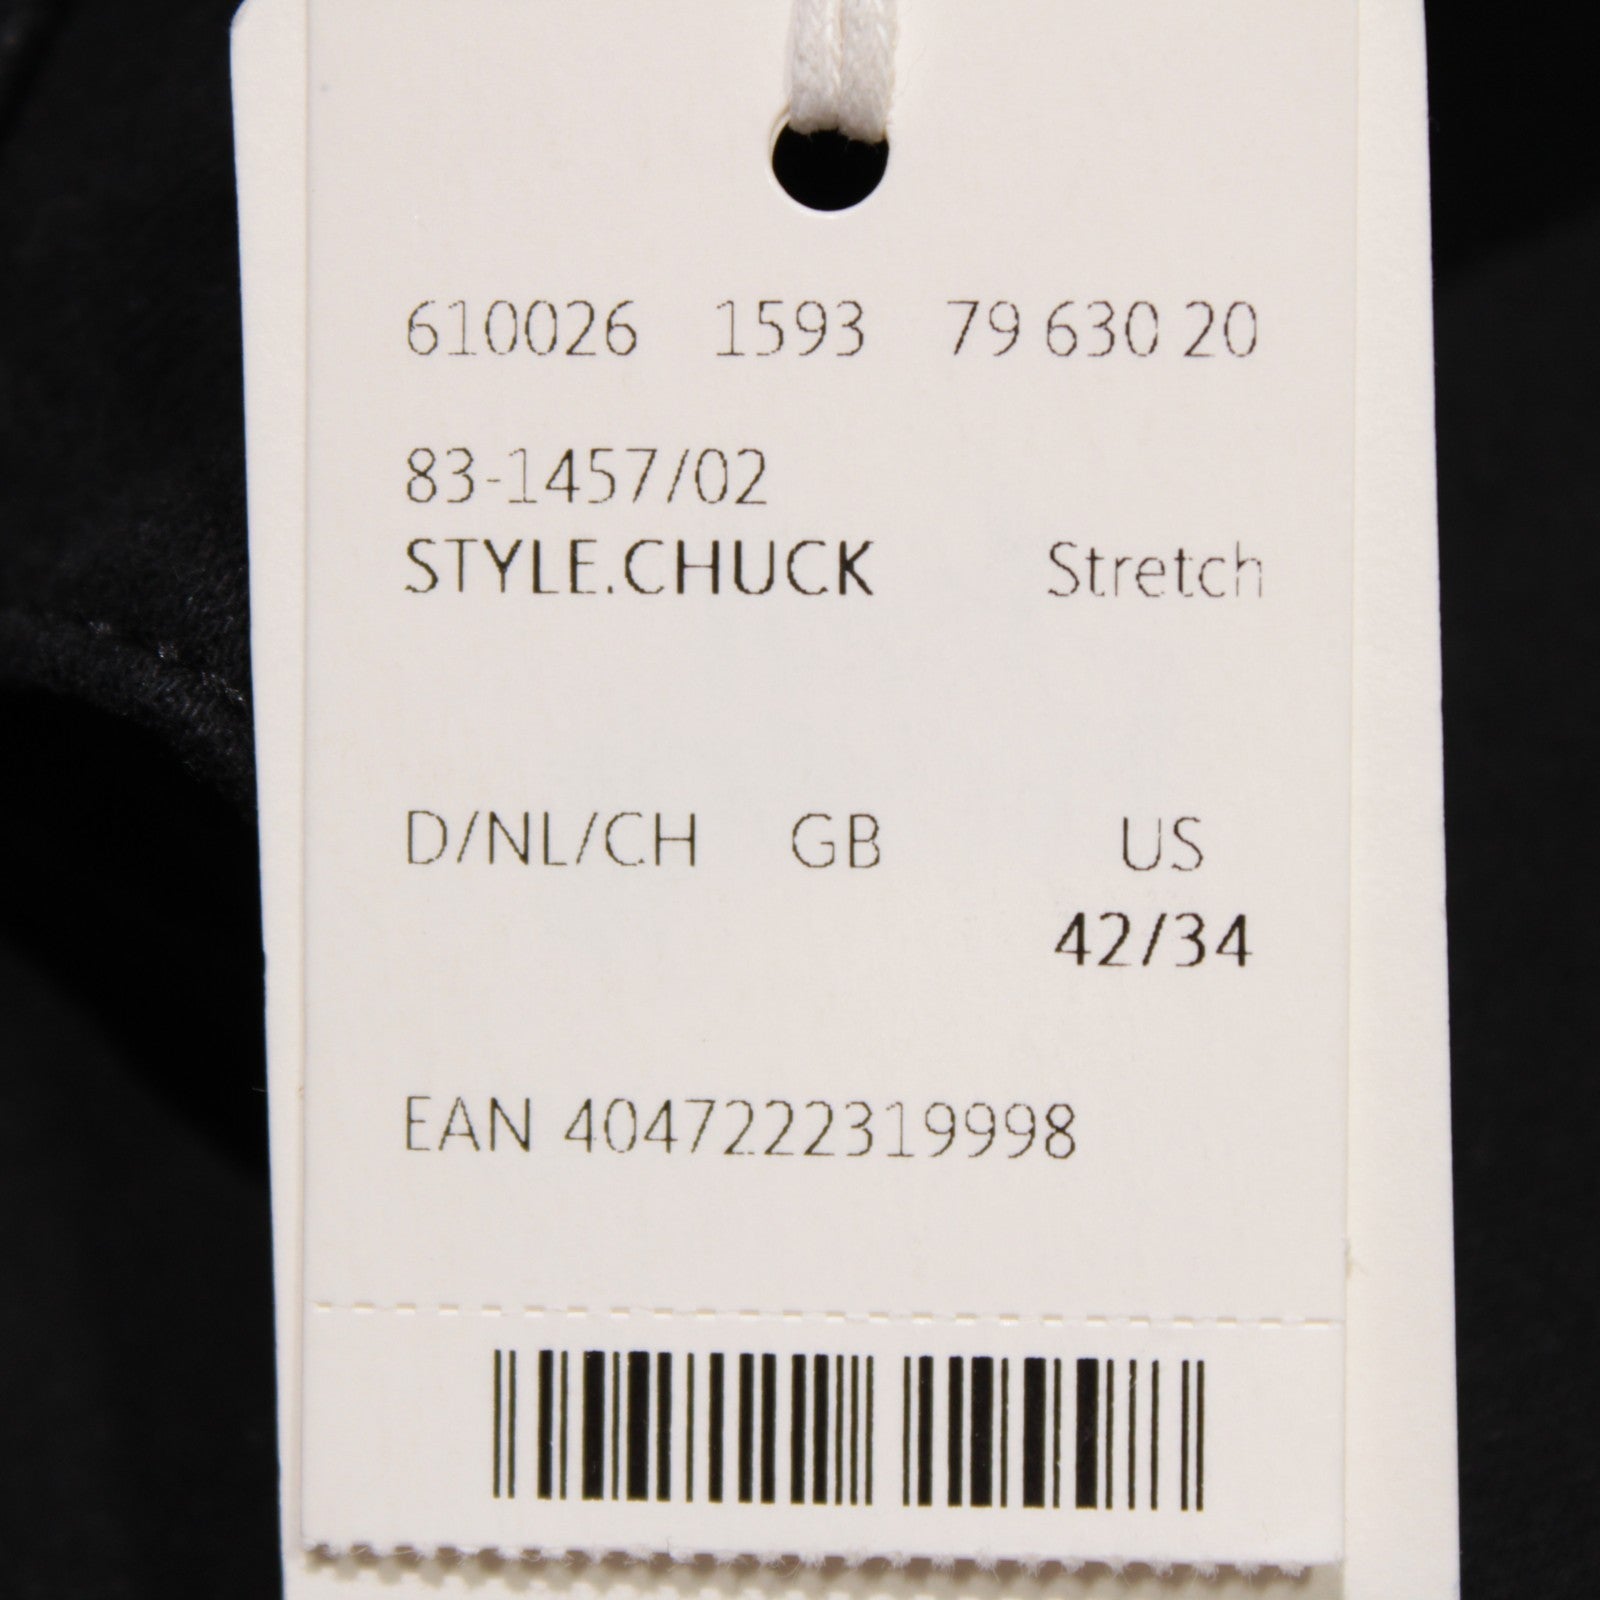 610026 1593 79 630 20
83-1457/02
STYLE.CHUCK Stretch
D/NL/CH GB US
42/34
EAN 4047222319998